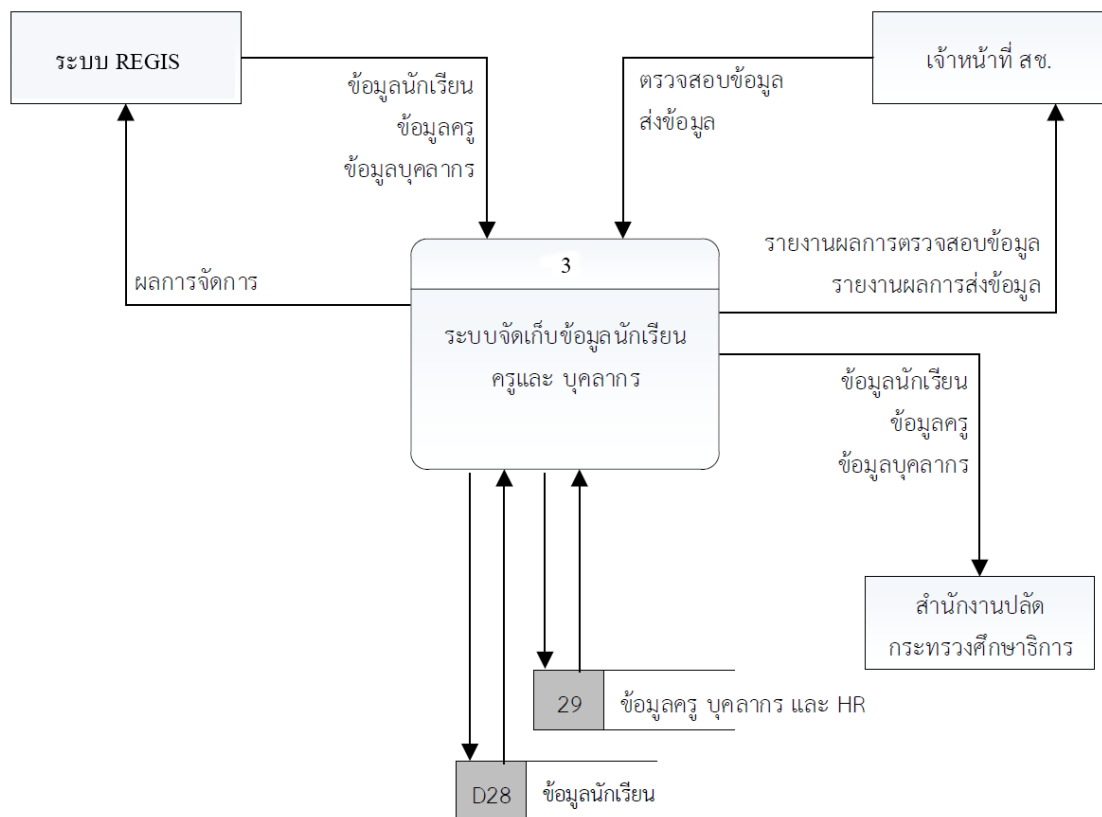 ระบบ REGIS
เจ้าหน้าที่ สช.
ข้อมูลนักเรียน
ข้อมูลครู
ข้อมูลบุคลากร
ตรวจสอบข้อมูล
ส่งข้อมูล
ผลการจัดการ
3
ระบบจัดเก็บข้อมูลนักเรียน
ครูและ บุคลากร
รายงานผลการตรวจสอบข้อมูล
รายงานผลการส่งข้อมูล
ข้อมูลนักเรียน
ข้อมูลครู
ข้อมูลบุคลากร
สำนักงานปลัด
กระทรวงศึกษาธิการ
29 ข้อมูลครู บุคลากร และ HR
D28 ข้อมูลนักเรียน